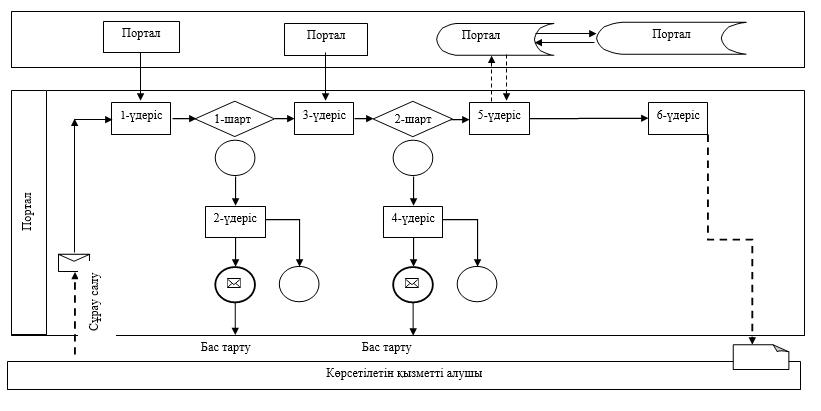 Портал
Портал
Портал
Портал
Портал
1-үдеріс
1-шарт
3-үдеріс
2-шарт
5-үдеріс
6-үдеріс
2-үдеріс
4-үдеріс
Сұрау салу
Бас тарту
Бас тарту
Көрсетілетін қызметті алушы